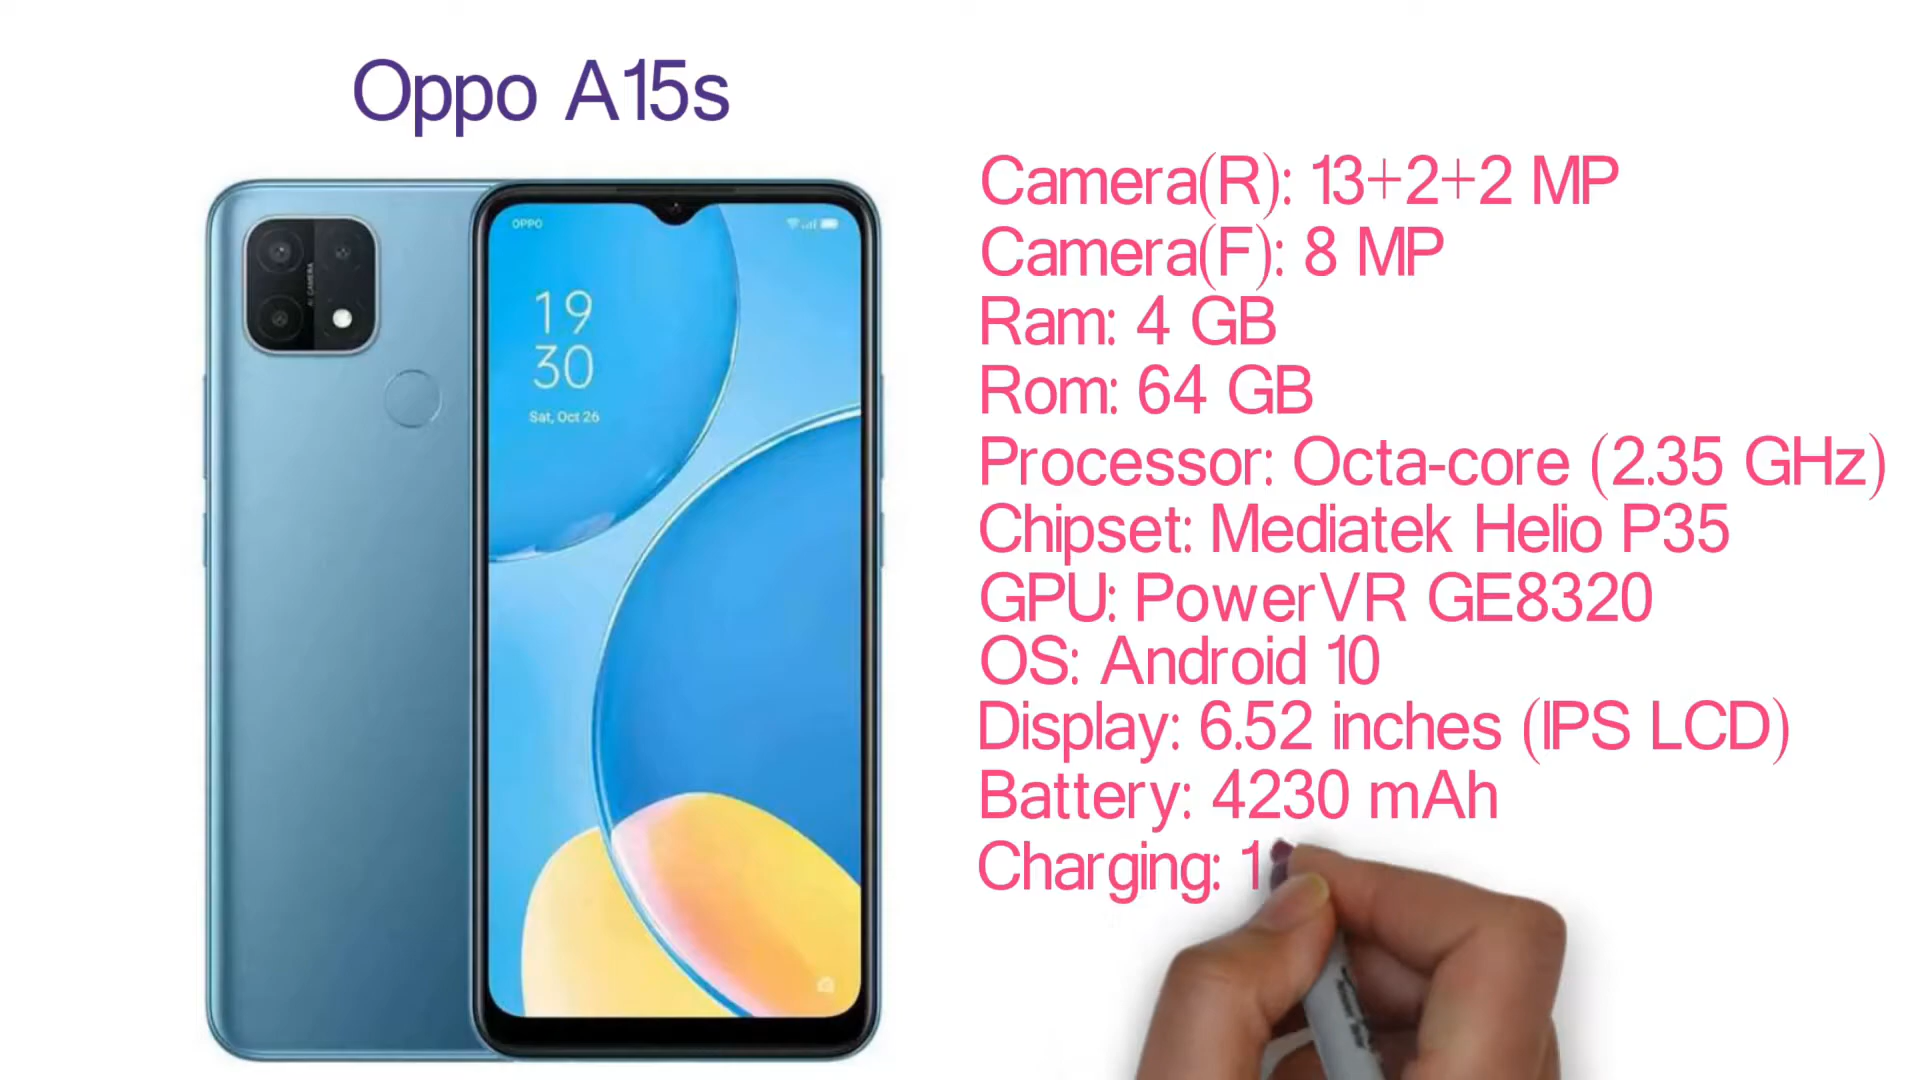 Oppo A15s
Camera(R): 13+2+2 MP
Camera(F): 8 MP
Ram: 4 GB
Rom: 64 GB
Processor: Octa-core (2.35 GHz)
Chipset: Mediatek Helio P35
GPU: PowerVR GE8320
OS: Android 10
Display: 6.52 inches (IPS LCD)
Battery: 4230 mAh
Charging: 1
AI CAMERA
OPPO
19
30
Sat, Oct 26